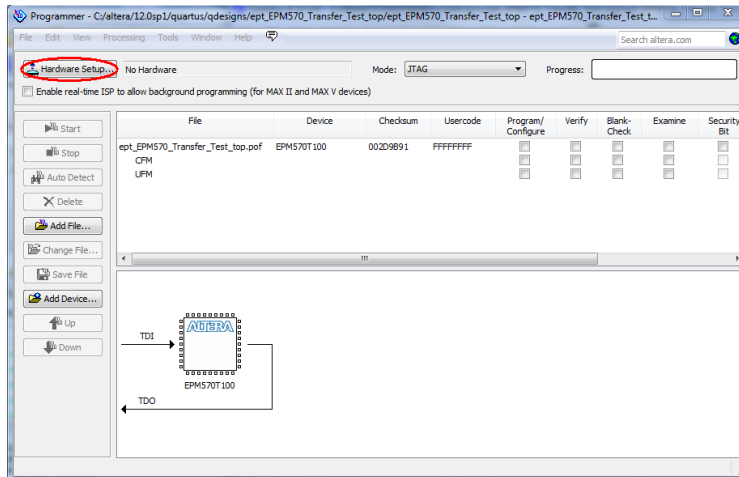 Programmer - C:/altera/12.0sp1/quartus/qdesigns/ept_EPM570_Transfer_Test_top/ept_EPM570_Transfer_Test_top - ept_EPM570_Transfer_Test_t...
File Edit View Processing Tools Window Help
Search altera.com
Hardware Setup... No Hardware Mode: JTAG Progress:
Enable real-time ISP to allow background programming (for MAX II and MAX V devices)
File Device Checksum Usercode Program/ Verify Blank- Examine Security
Configure Check Bit
Start
Stop
Auto Detect
Delete
Add File...
Change File...
Save File
Add Device...
Up
Down
ept_EPM570_Transfer_Test_top.pof EPM570T100 002D9B91 FFFFFFFF
CFM
UFM
ALTERA
TDI
EPM570T100
TDO